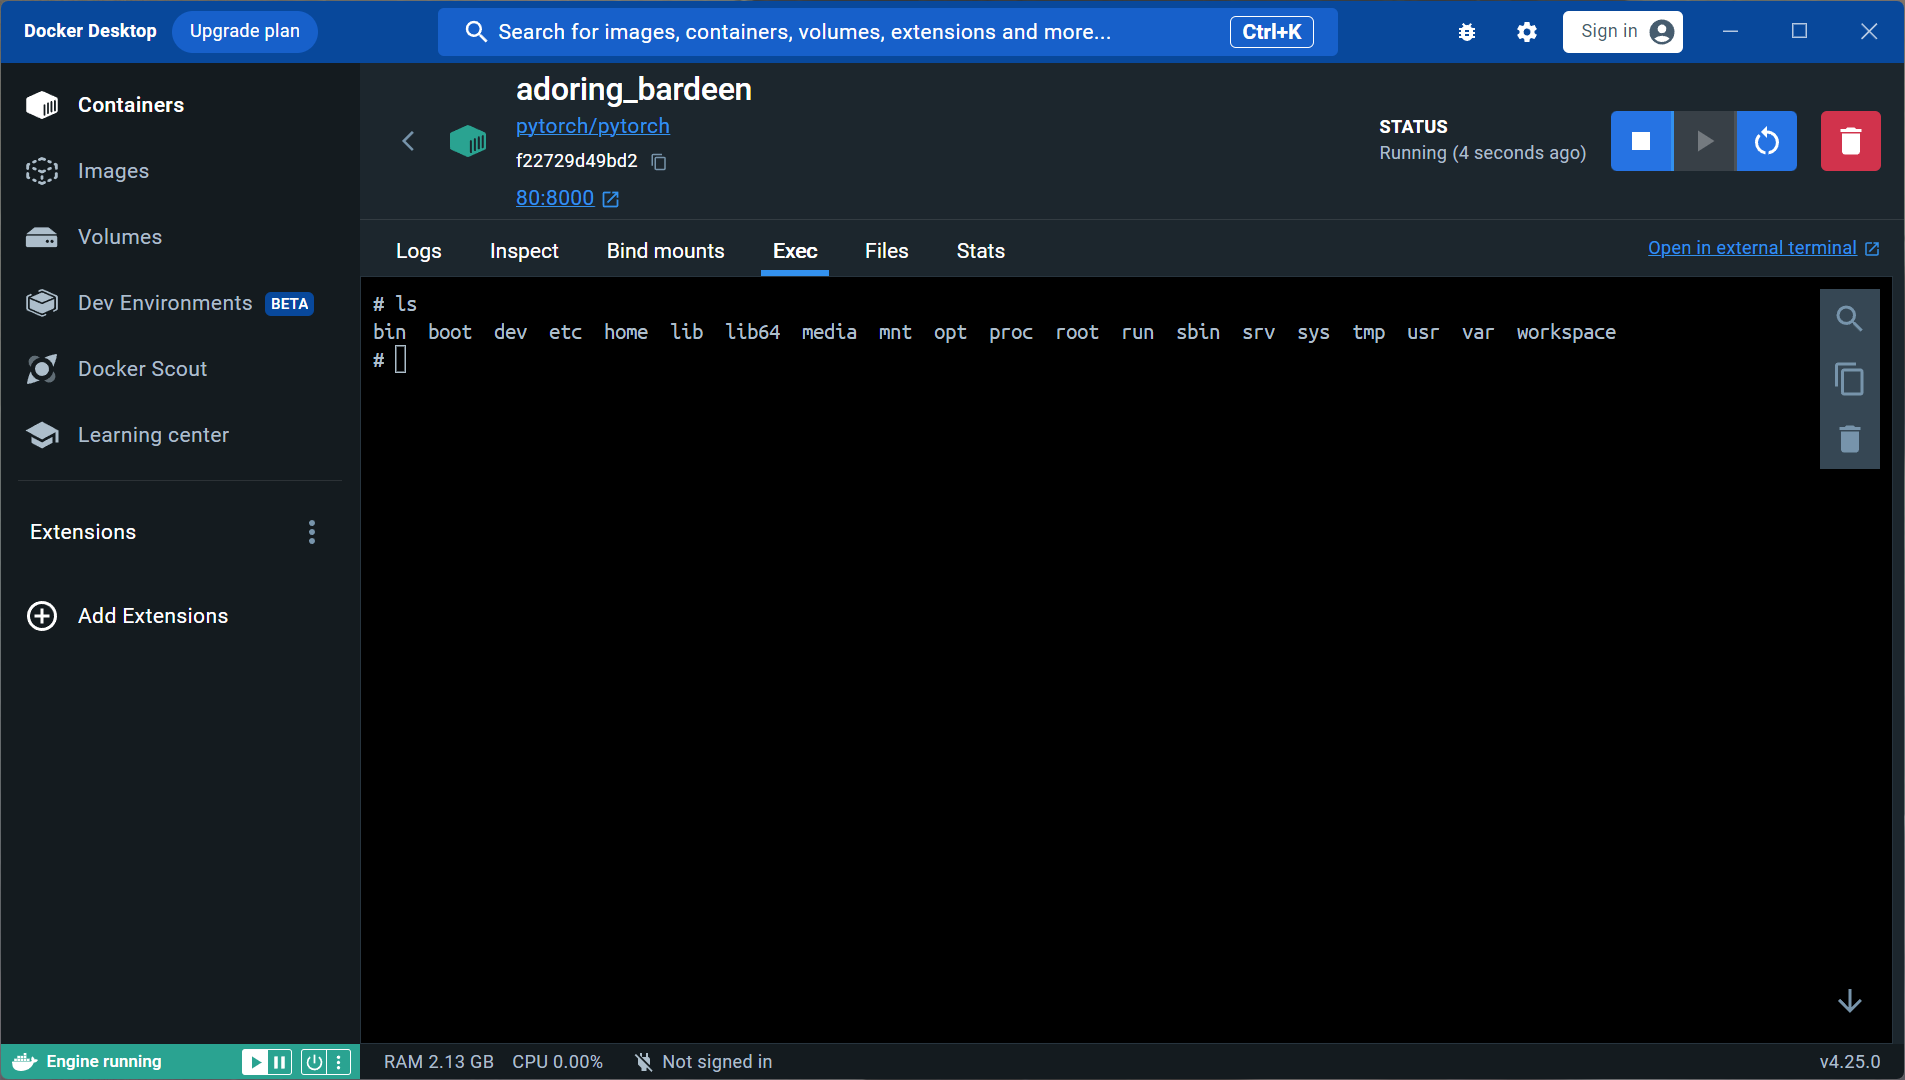 Docker Desktop Upgrade plan Search for images, containers, volumes, extensions and more... Ctrl+K Sign in
Containers
Images
Volumes
Dev Environments BETA
Docker Scout
Learning center
Extensions
Add Extensions
adoring_bardeen
pytorch/pytorch
f22729d49bd2
80:8000
STATUS
Running (4 seconds ago)
Logs Inspect Bind mounts Exec Files Stats Open in external terminal
# ls
bin boot dev etc home lib lib64 media mnt opt proc root run sbin srv sys tmp usr var workspace
#
Engine running RAM 2.13 GB CPU 0.00% Not signed in v4.25.0